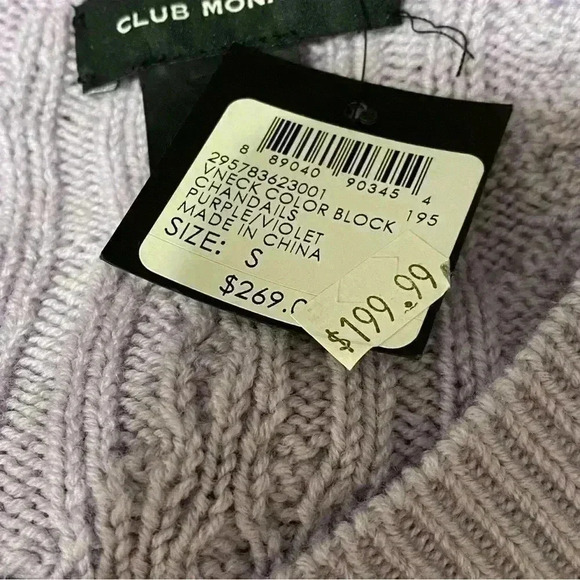 CLUB MON
8 89040 90345 4
295783623001 195
VNECK COLOR BLOCK
CHANDAILS
PURPLE/VIOLET
MADE IN CHINA
SIZE: S
$269.0
$199.99